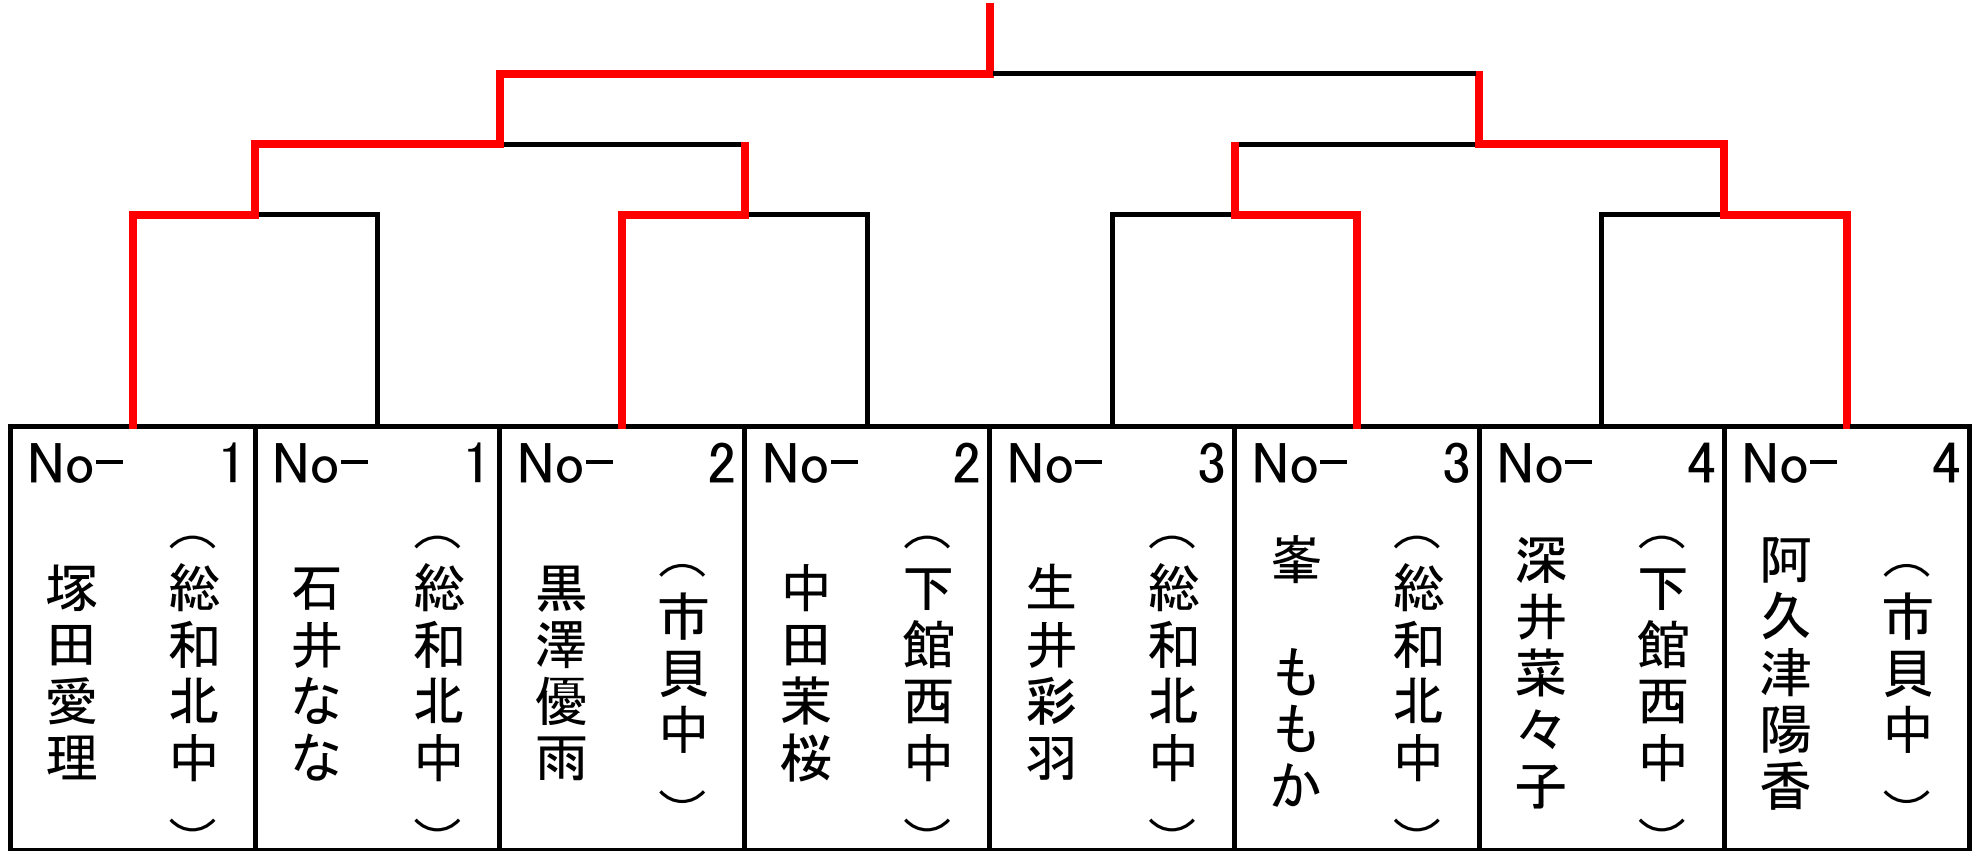 No- 1
塚田愛理
(総和北中)
No- 1
石井なな
(総和北中)
No- 2
黒澤優雨
(市貝中)
No- 2
中田茉桜
(下館西中)
No- 3
生井彩羽
(総和北中)
No- 3
峯 ももか
(総和北中)
No- 4
深井菜々子
(下館西中)
No- 4
阿久津陽香
(市貝中)